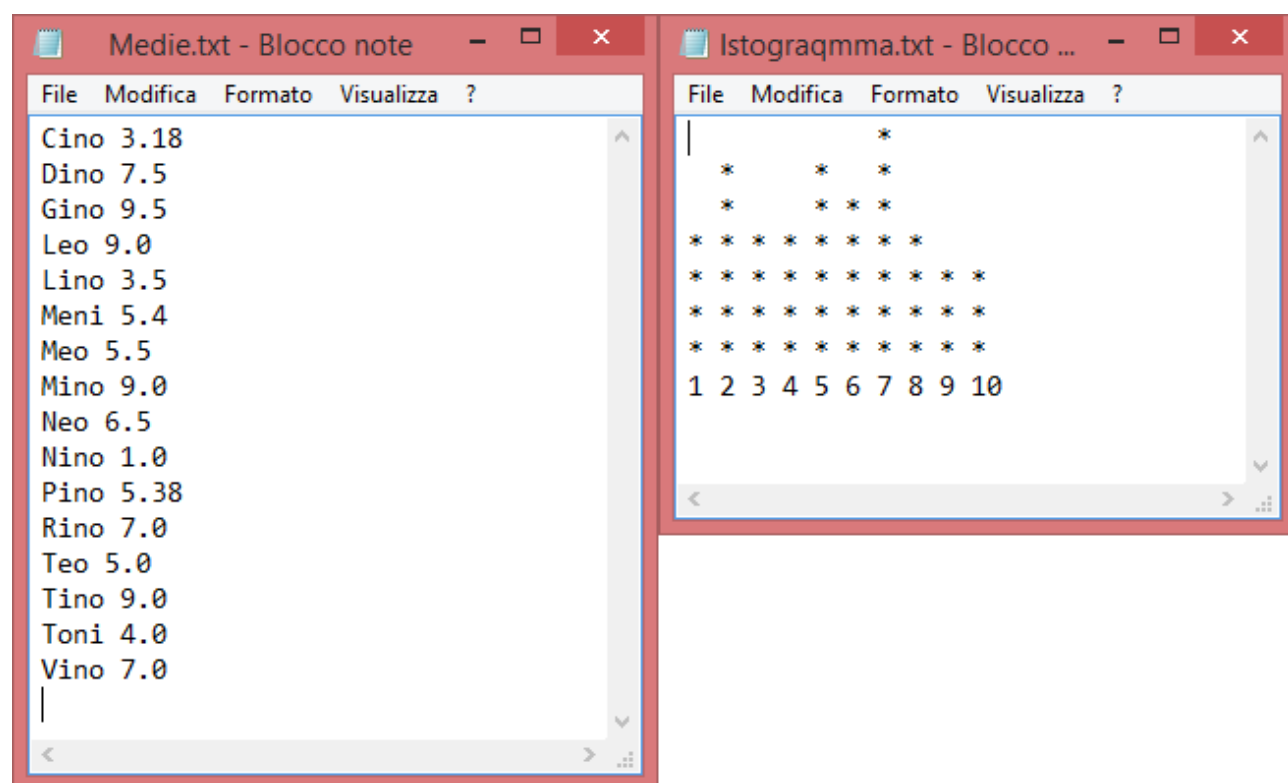 Medie.txt - Blocco note
File Modifica Formato Visualizza ?
Cino 3.18
Dino 7.5
Gino 9.5
Leo 9.0
Lino 3.5
Meni 5.4
Meo 5.5
Mino 9.0
Neo 6.5
Nino 1.0
Pino 5.38
Rino 7.0
Teo 5.0
Tino 9.0
Toni 4.0
Vino 7.0
Istograqmma.txt - Blocco ...
File Modifica Formato Visualizza ?
            *
  *     *   *
  *     * * *
* * * * * * * *
* * * * * * * * * *
* * * * * * * * * *
* * * * * * * * * *
1 2 3 4 5 6 7 8 9 10